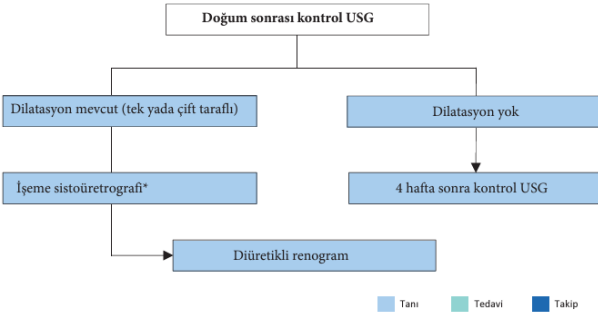 Doğum sonrası kontrol USG
Dilatasyon mevcut (tek yada çift taraflı)
Dilatasyon yok
İşeme sistoüretrografi*
4 hafta sonra kontrol USG
Diüretikli renogram
Tanı
Tedavi
Takip